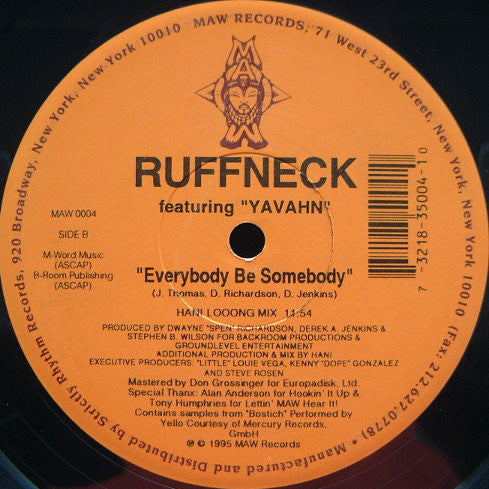 MAW RECORDS, 71 West 23rd Street, New York, New York 10010 (Fax: 212.627.0778) • Manufactured and Distributed by Strictly Rhythm Records, 920 Broadway, New York, New York 10010 •
MAW
RUFFNECK
featuring "YAVAHN"
MAW 0004
SIDE B
M-Word Music
(ASCAP)
B-Room Publishing
(ASCAP)
7 -3218-35004-1 0
"Everybody Be Somebody"
(J. Thomas, D. Richardson, D. Jenkins)
HANI LOOONG MIX 11:54
PRODUCED BY DWAYNE "SPEN" RICHARDSON, DEREK A. JENKINS &
STEPHEN B. WILSON FOR BACKROOM PRODUCTIONS &
GROUNDLEVEL ENTERTAINMENT
ADDITIONAL PRODUCTION & MIX BY HANI
EXECUTIVE PRODUCERS: "LITTLE" LOUIE VEGA, KENNY "DOPE" GONZALEZ
AND STEVE ROSEN
Mastered by Don Grossinger for Europadisk, Ltd.
Special Thanx: Alan Anderson for Hookin' It Up &
Tony Humphries for Lettin' MAW Hear It!
Contains samples from "Bostich" Performed by
Yello Courtesy of Mercury Records,
GmbH
℗ © 1995 MAW Records